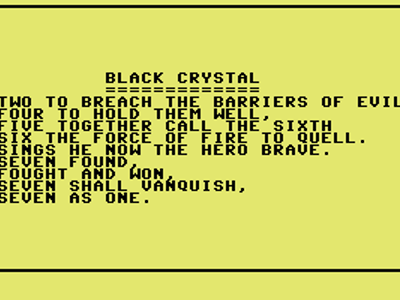 BLACK CRYSTAL
=============
TWO TO BREACH THE BARRIERS OF EVIL
FOUR TO HOLD THEM WELL,
FIVE TOGETHER CALL THE SIXTH
SIX THE FORCE OF FIRE TO QUELL.
SINGS HE NOW THE HERO BRAVE.
SEVEN FOUND,
FOUGHT AND WON,
SEVEN SHALL VANQUISH,
SEVEN AS ONE.